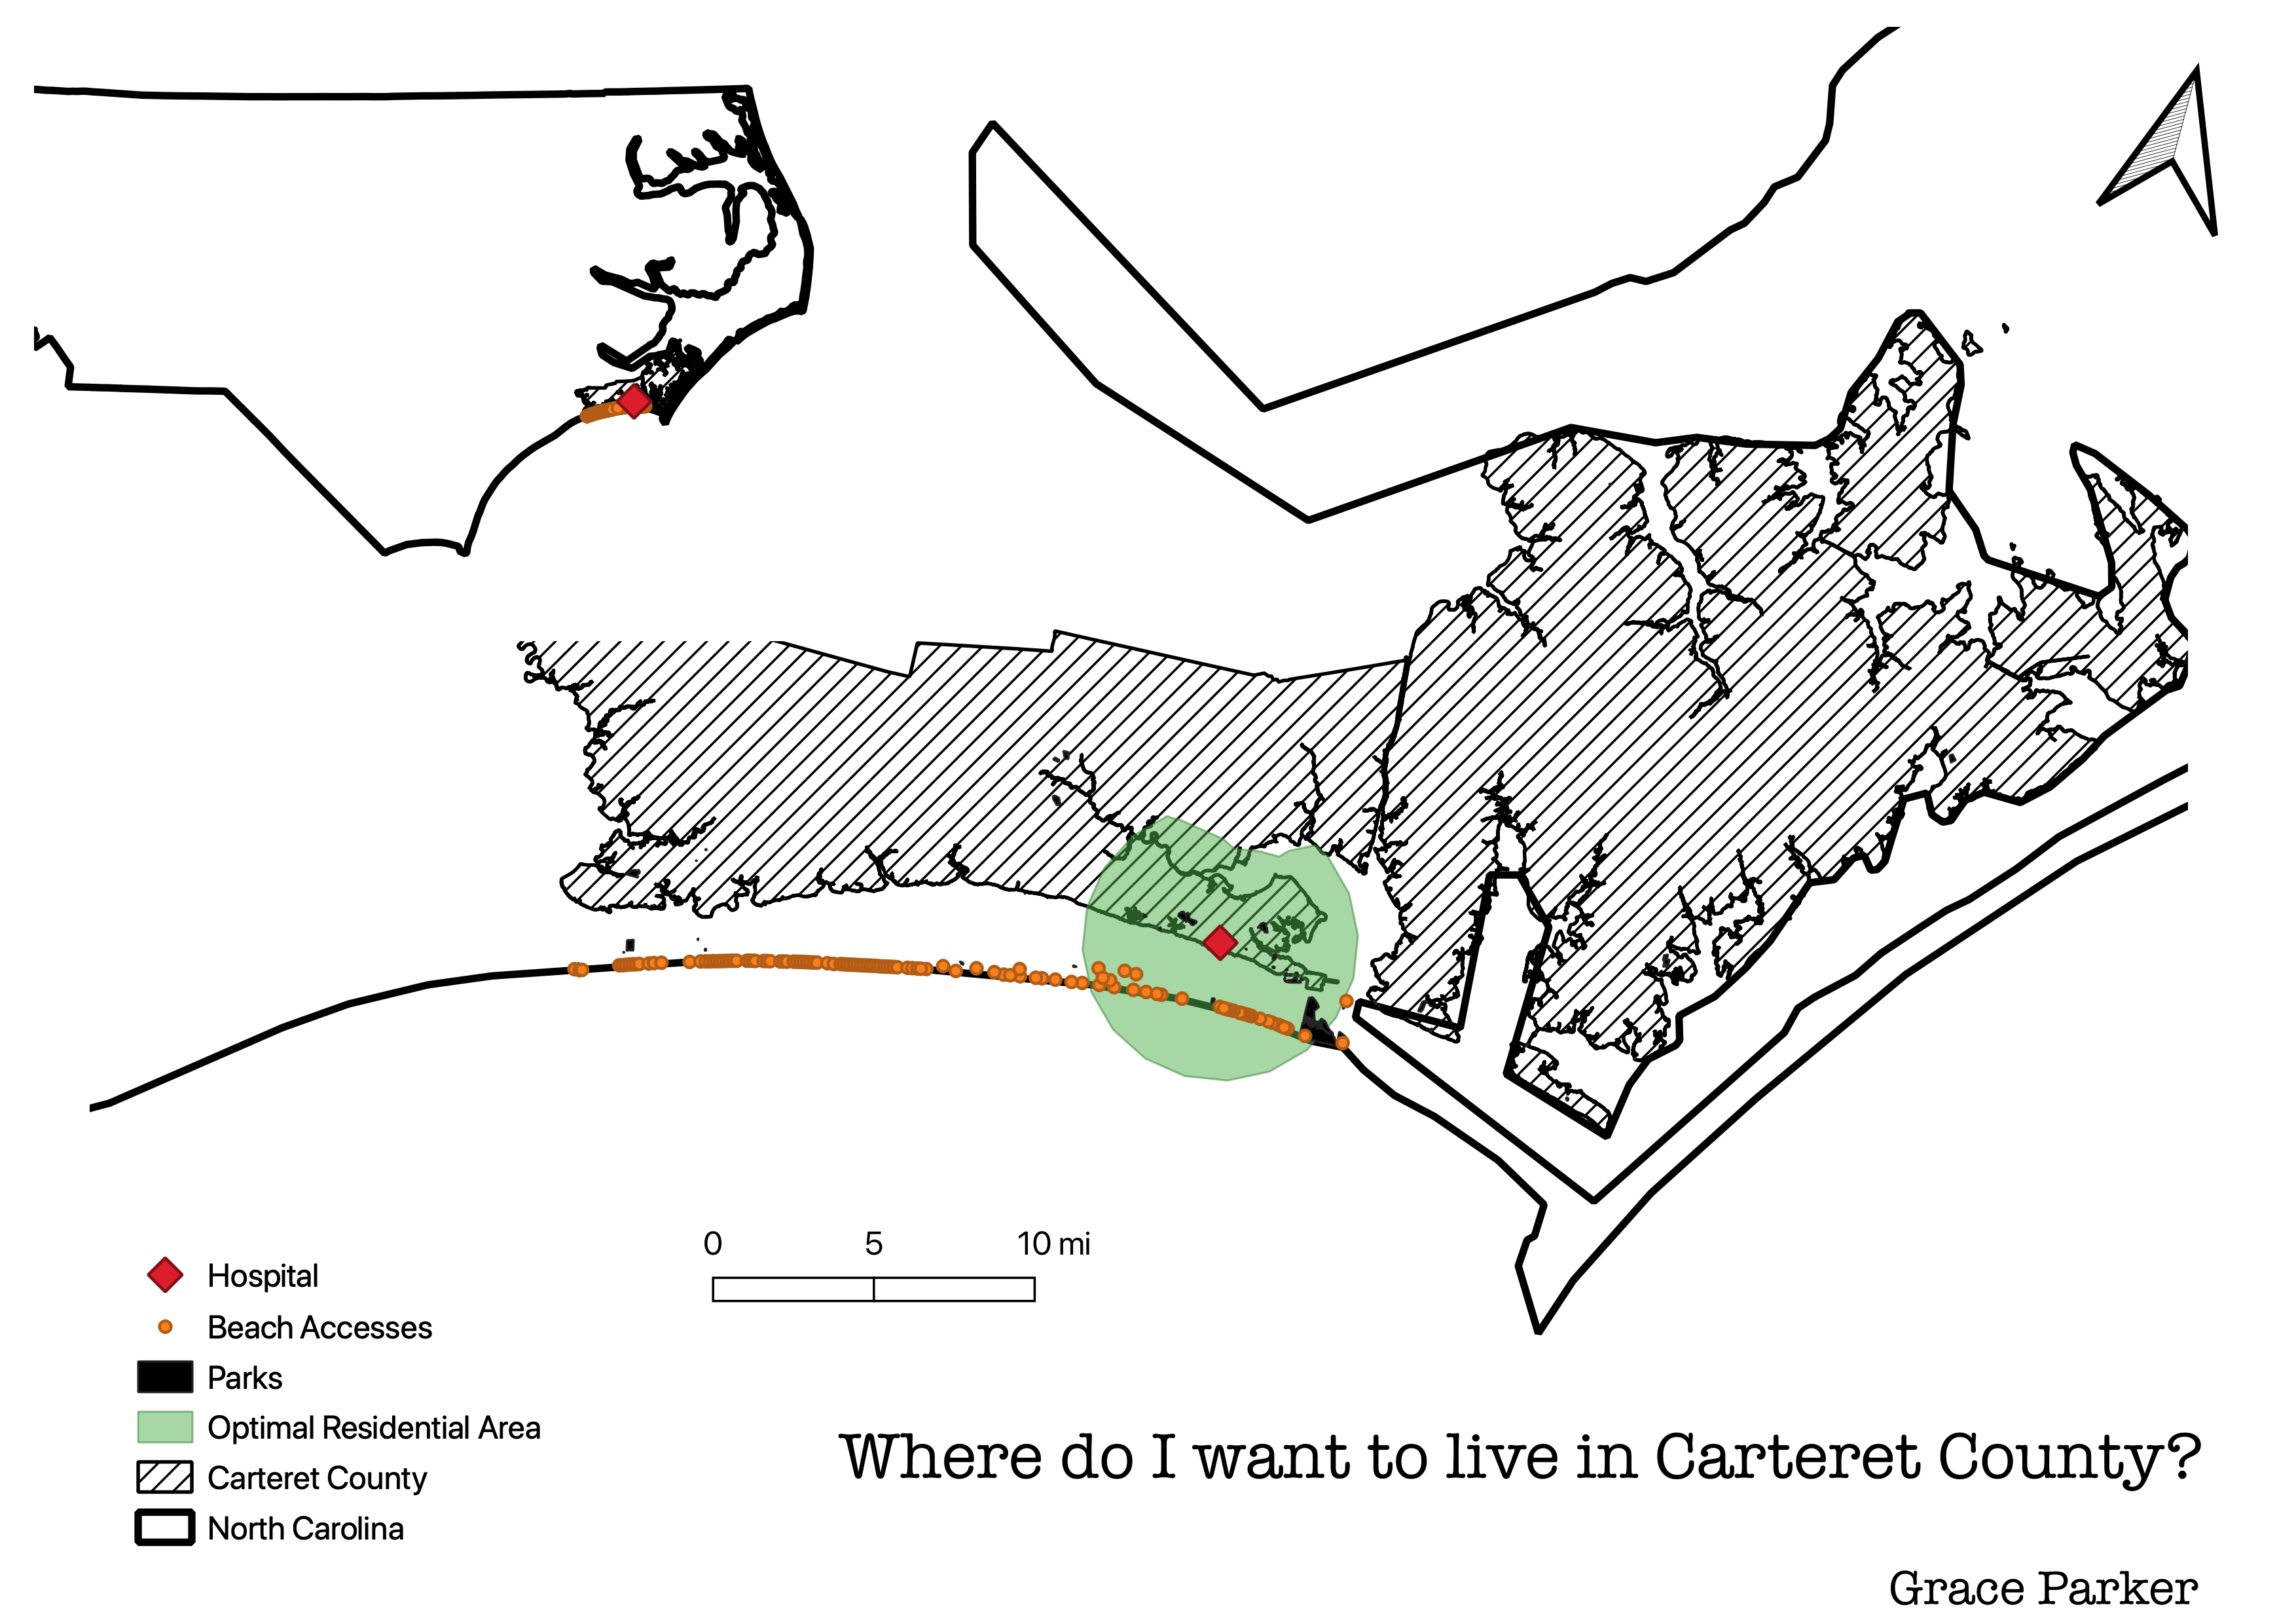 0 5 10 mi
Hospital
Beach Accesses
Parks
Optimal Residential Area
Carteret County
North Carolina
Where do I want to live in Carteret County?
Grace Parker